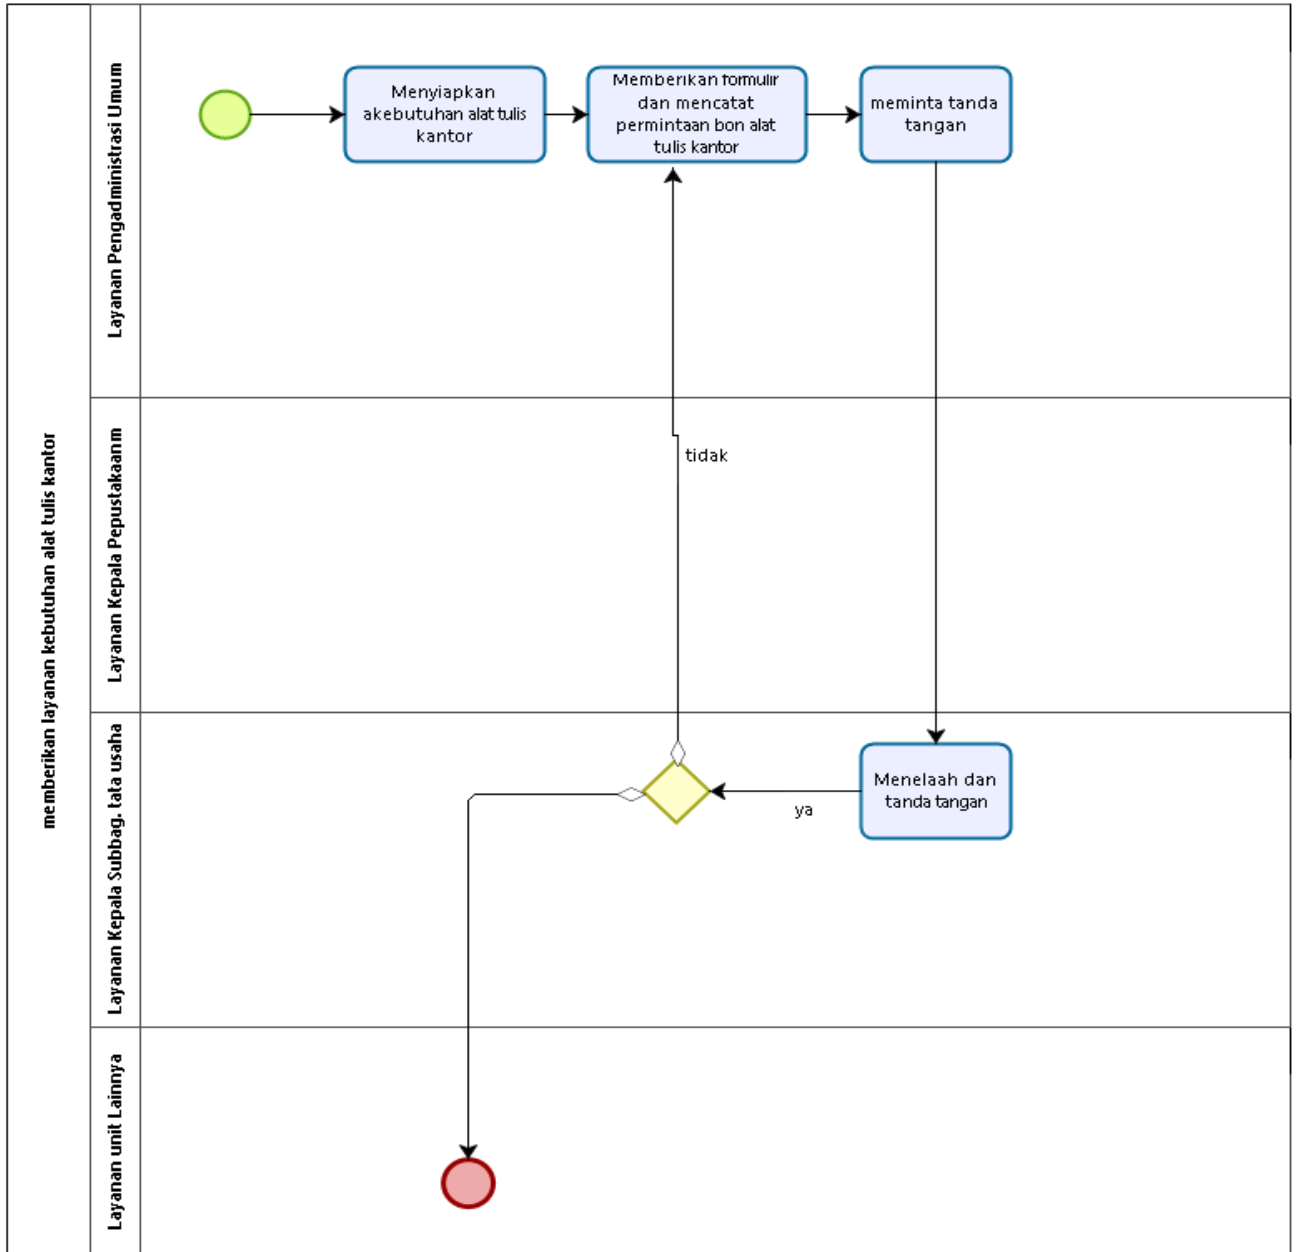 memberikan layanan kebutuhan alat tulis kantor
Layanan Pengadministrasi Umum
Menyiapkan
akebutuhan alat tulis
kantor
Memberikan formulir
dan mencatat
permintaan bon alat
tulis kantor
meminta tanda
tangan
Layanan Kepala Pepustakaanm
tidak
Layanan Kepala Subbag. tata usaha
ya
Menelaah dan
tanda tangan
Layanan unit Lainnya